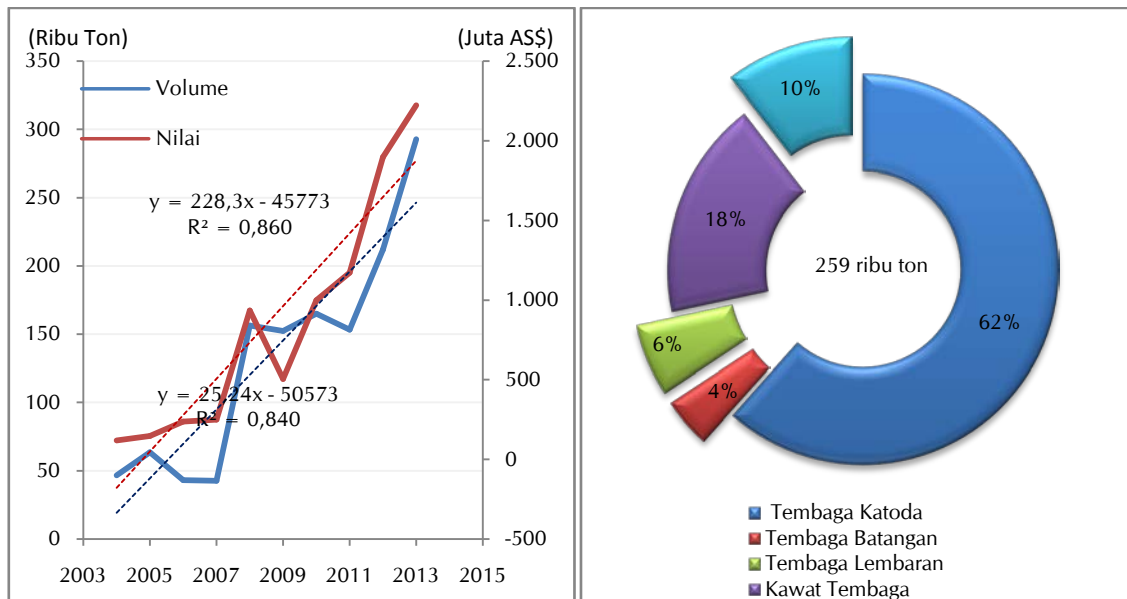 (Ribu Ton) (Juta AS$)
350 2.500
Volume
300
Nilai 2.000
250
y = 228,3x - 45773
R² = 0,860
1.500
200
1.000
150
500
100
y = 25,24x - 50573
R² = 0,840
0
50
0 -500
2003 2005 2007 2009 2011 2013 2015
10%
18%
259 ribu ton
62%
6%
4%
Tembaga Katoda
Tembaga Batangan
Tembaga Lembaran
Kawat Tembaga